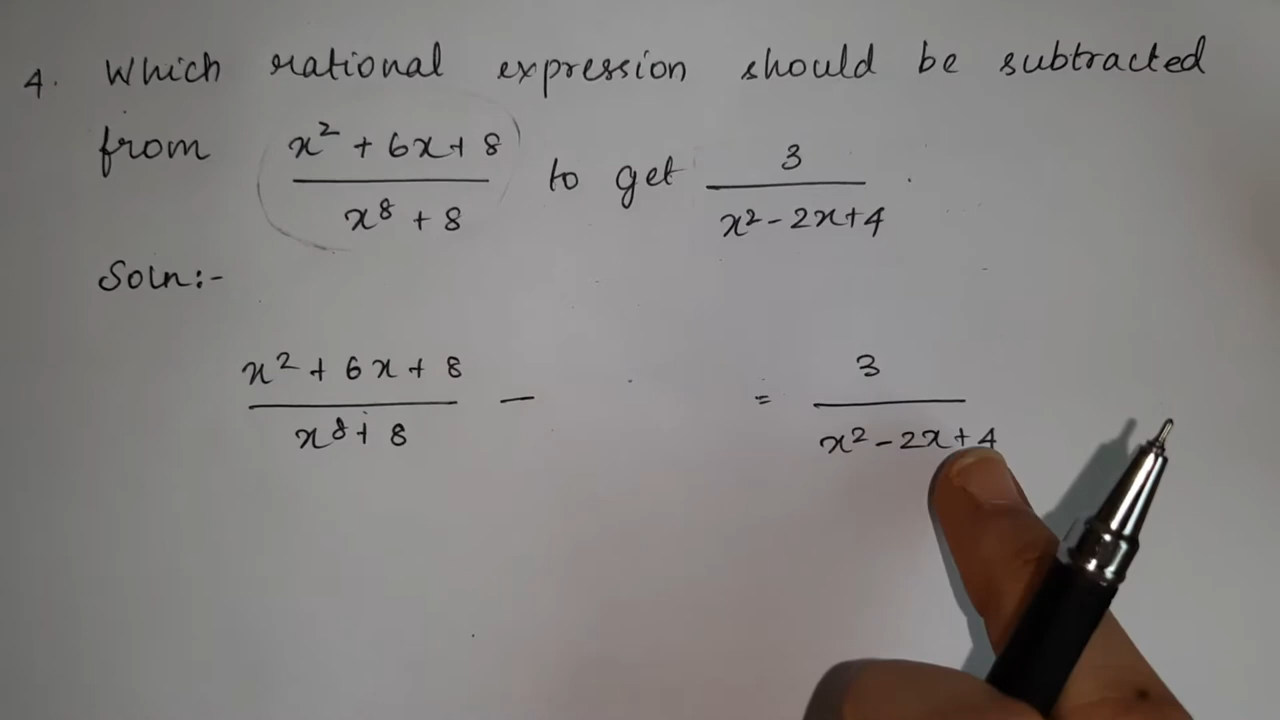 4. Which rational expression should be subtracted
from x² + 6x + 8 / x⁸ + 8 to get 3 / x² - 2x + 4 .
Soln:-
x² + 6x + 8 / x⁸ + 8 - = 3 / x² - 2x + 4